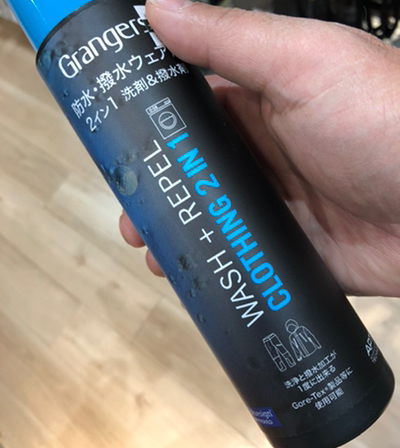 Grangers
防水・撥水ウェア
2イン1 洗剤&撥水剤
WASH + REPEL
CLOTHING 2 IN 1
洗浄と撥水加工が
1度に出来る
Gore-Tex®製品等に
使用可能